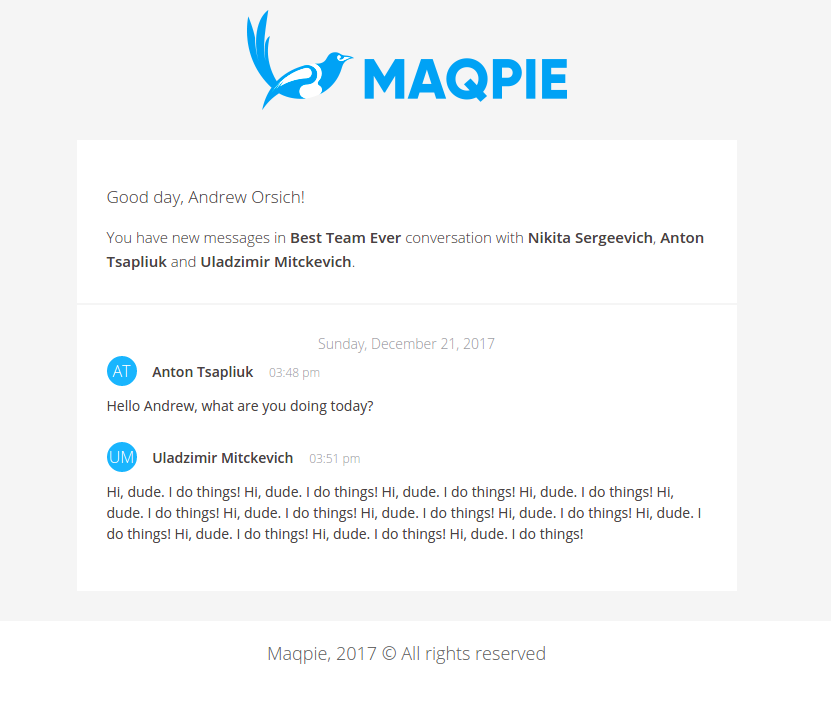 MAQPIE
Good day, Andrew Orsich!
You have new messages in Best Team Ever conversation with Nikita Sergeevich, Anton
Tsapliuk and Uladzimir Mitckevich.
Sunday, December 21, 2017
AT Anton Tsapliuk 03:48 pm
Hello Andrew, what are you doing today?
UM Uladzimir Mitckevich 03:51 pm
Hi, dude. I do things! Hi, dude. I do things! Hi, dude. I do things! Hi, dude. I do things! Hi,
dude. I do things! Hi, dude. I do things! Hi, dude. I do things! Hi, dude. I do things! Hi, dude. I
do things! Hi, dude. I do things! Hi, dude. I do things! Hi, dude. I do things!
Maqpie, 2017 © All rights reserved